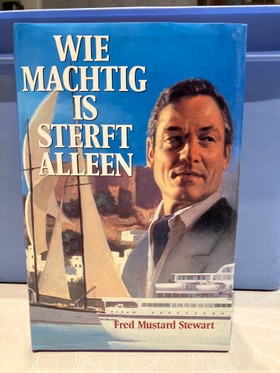 WIE
MACHTIG
IS
STERFT
ALLEEN
Fred Mustard Stewart